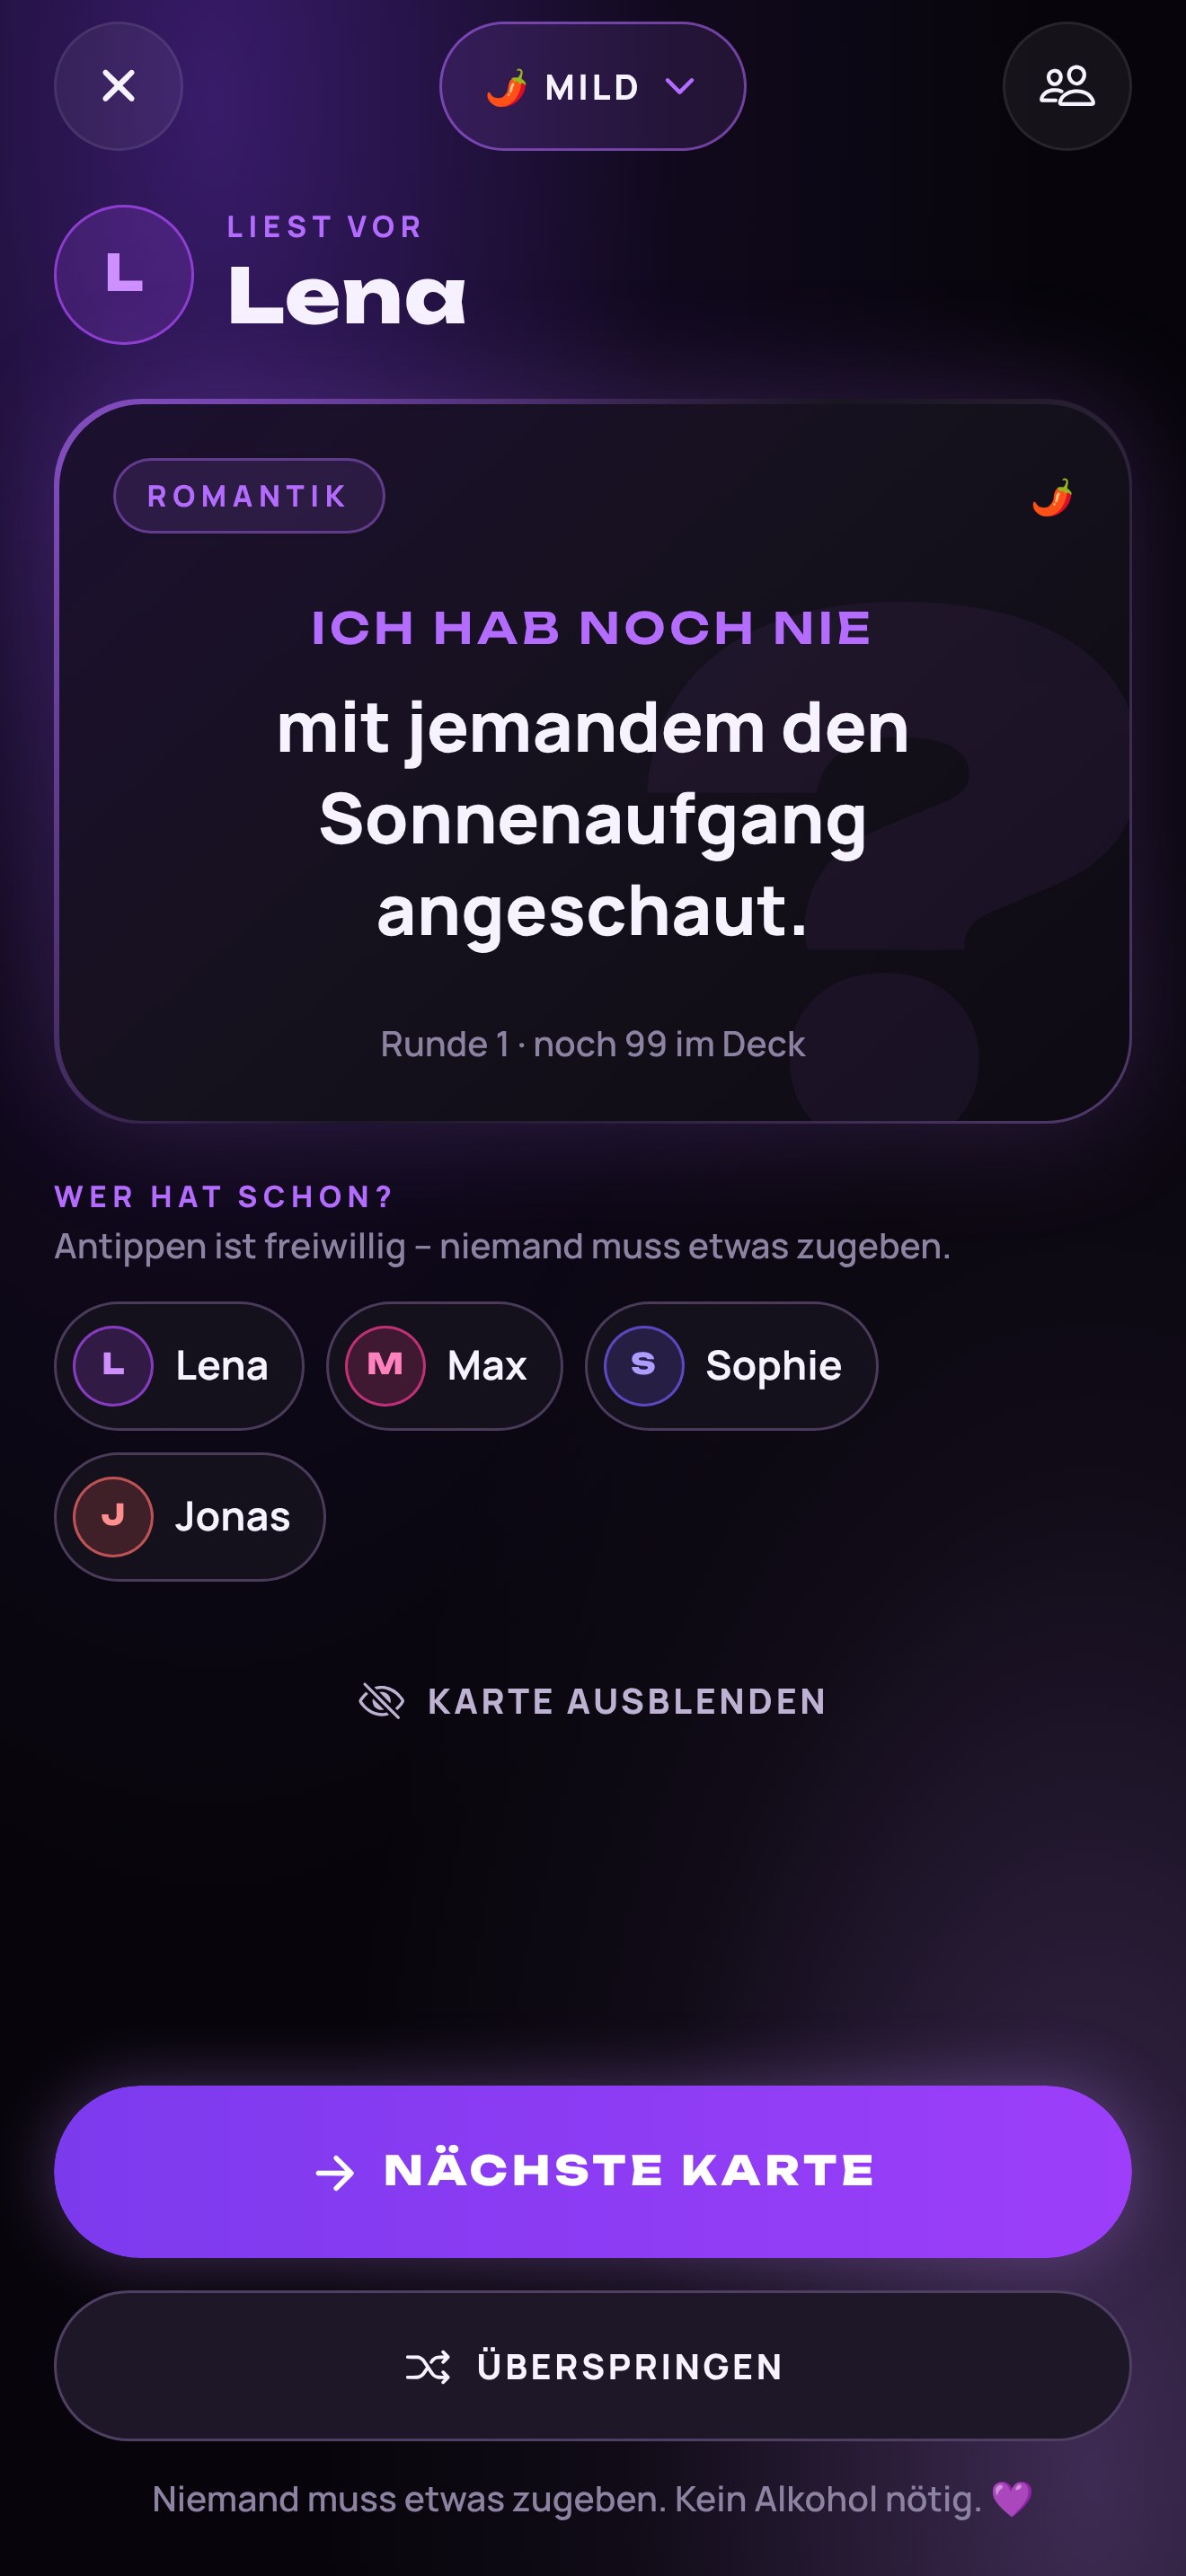 🌶️ MILD
L
LIEST VOR
Lena
ROMANTIK
🌶️
ICH HAB NOCH NIE
mit jemandem den
Sonnenaufgang
angeschaut.
Runde 1 · noch 99 im Deck
WER HAT SCHON?
Antippen ist freiwillig – niemand muss etwas zugeben.
L Lena M Max S Sophie
J Jonas
KARTE AUSBLENDEN
→ NÄCHSTE KARTE
ÜBERSPRINGEN
Niemand muss etwas zugeben. Kein Alkohol nötig. 💜